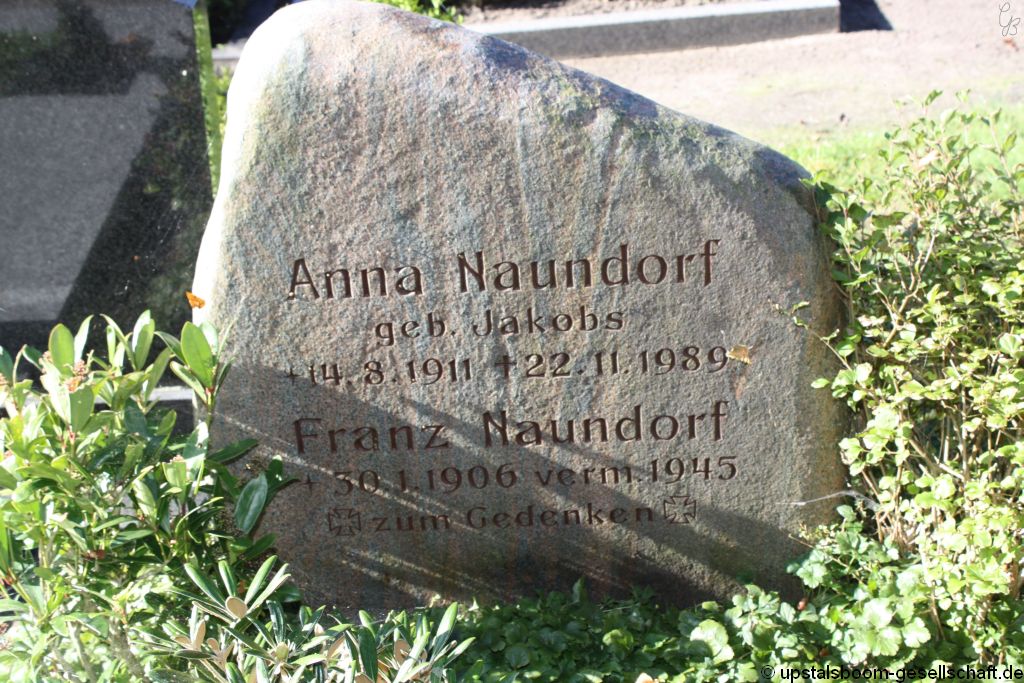 Anna Naundorf
geb. Jakobs
+14.8.1911 +22.11.1989
Franz Naundorf
+ 30.1.1906 verm.1945
zum Gedenken
© upstalsboom-gesellschaft.de